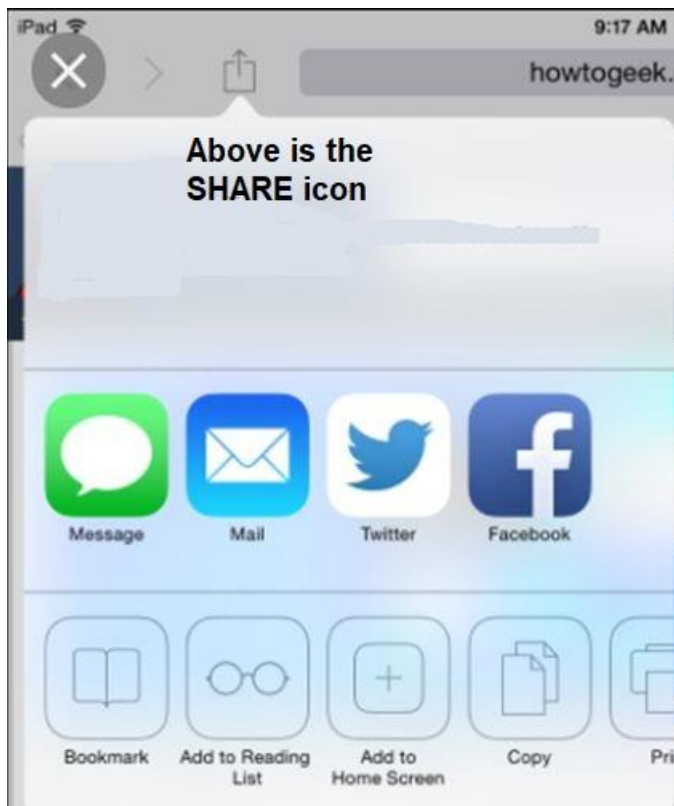 iPad 9:17 AM
howtogeek.
Above is the
SHARE icon
Message Mail Twitter Facebook
Bookmark Add to Reading List Add to Home Screen Copy Pri